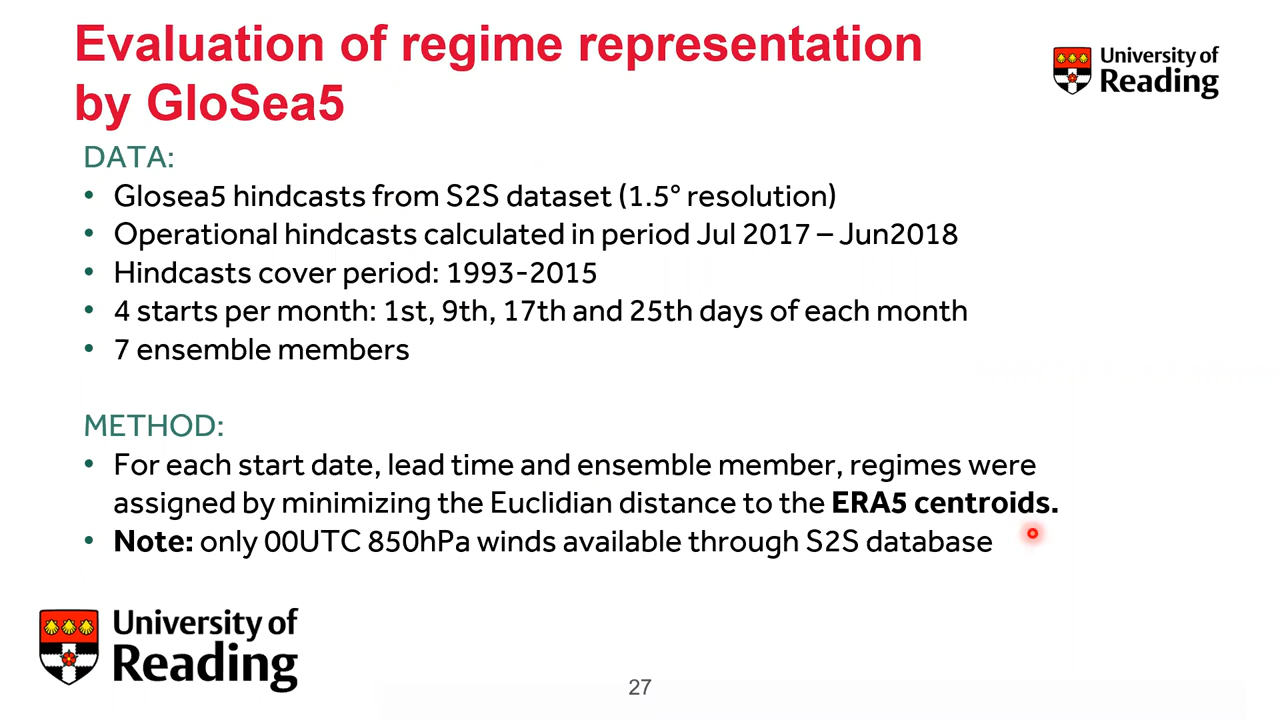 Evaluation of regime representation
by GloSea5
University of
Reading
DATA:
• Glosea5 hindcasts from S2S dataset (1.5° resolution)
• Operational hindcasts calculated in period Jul 2017 – Jun2018
• Hindcasts cover period: 1993-2015
• 4 starts per month: 1st, 9th, 17th and 25th days of each month
• 7 ensemble members
METHOD:
• For each start date, lead time and ensemble member, regimes were
assigned by minimizing the Euclidian distance to the ERA5 centroids.
• Note: only 00UTC 850hPa winds available through S2S database
University of
Reading
27